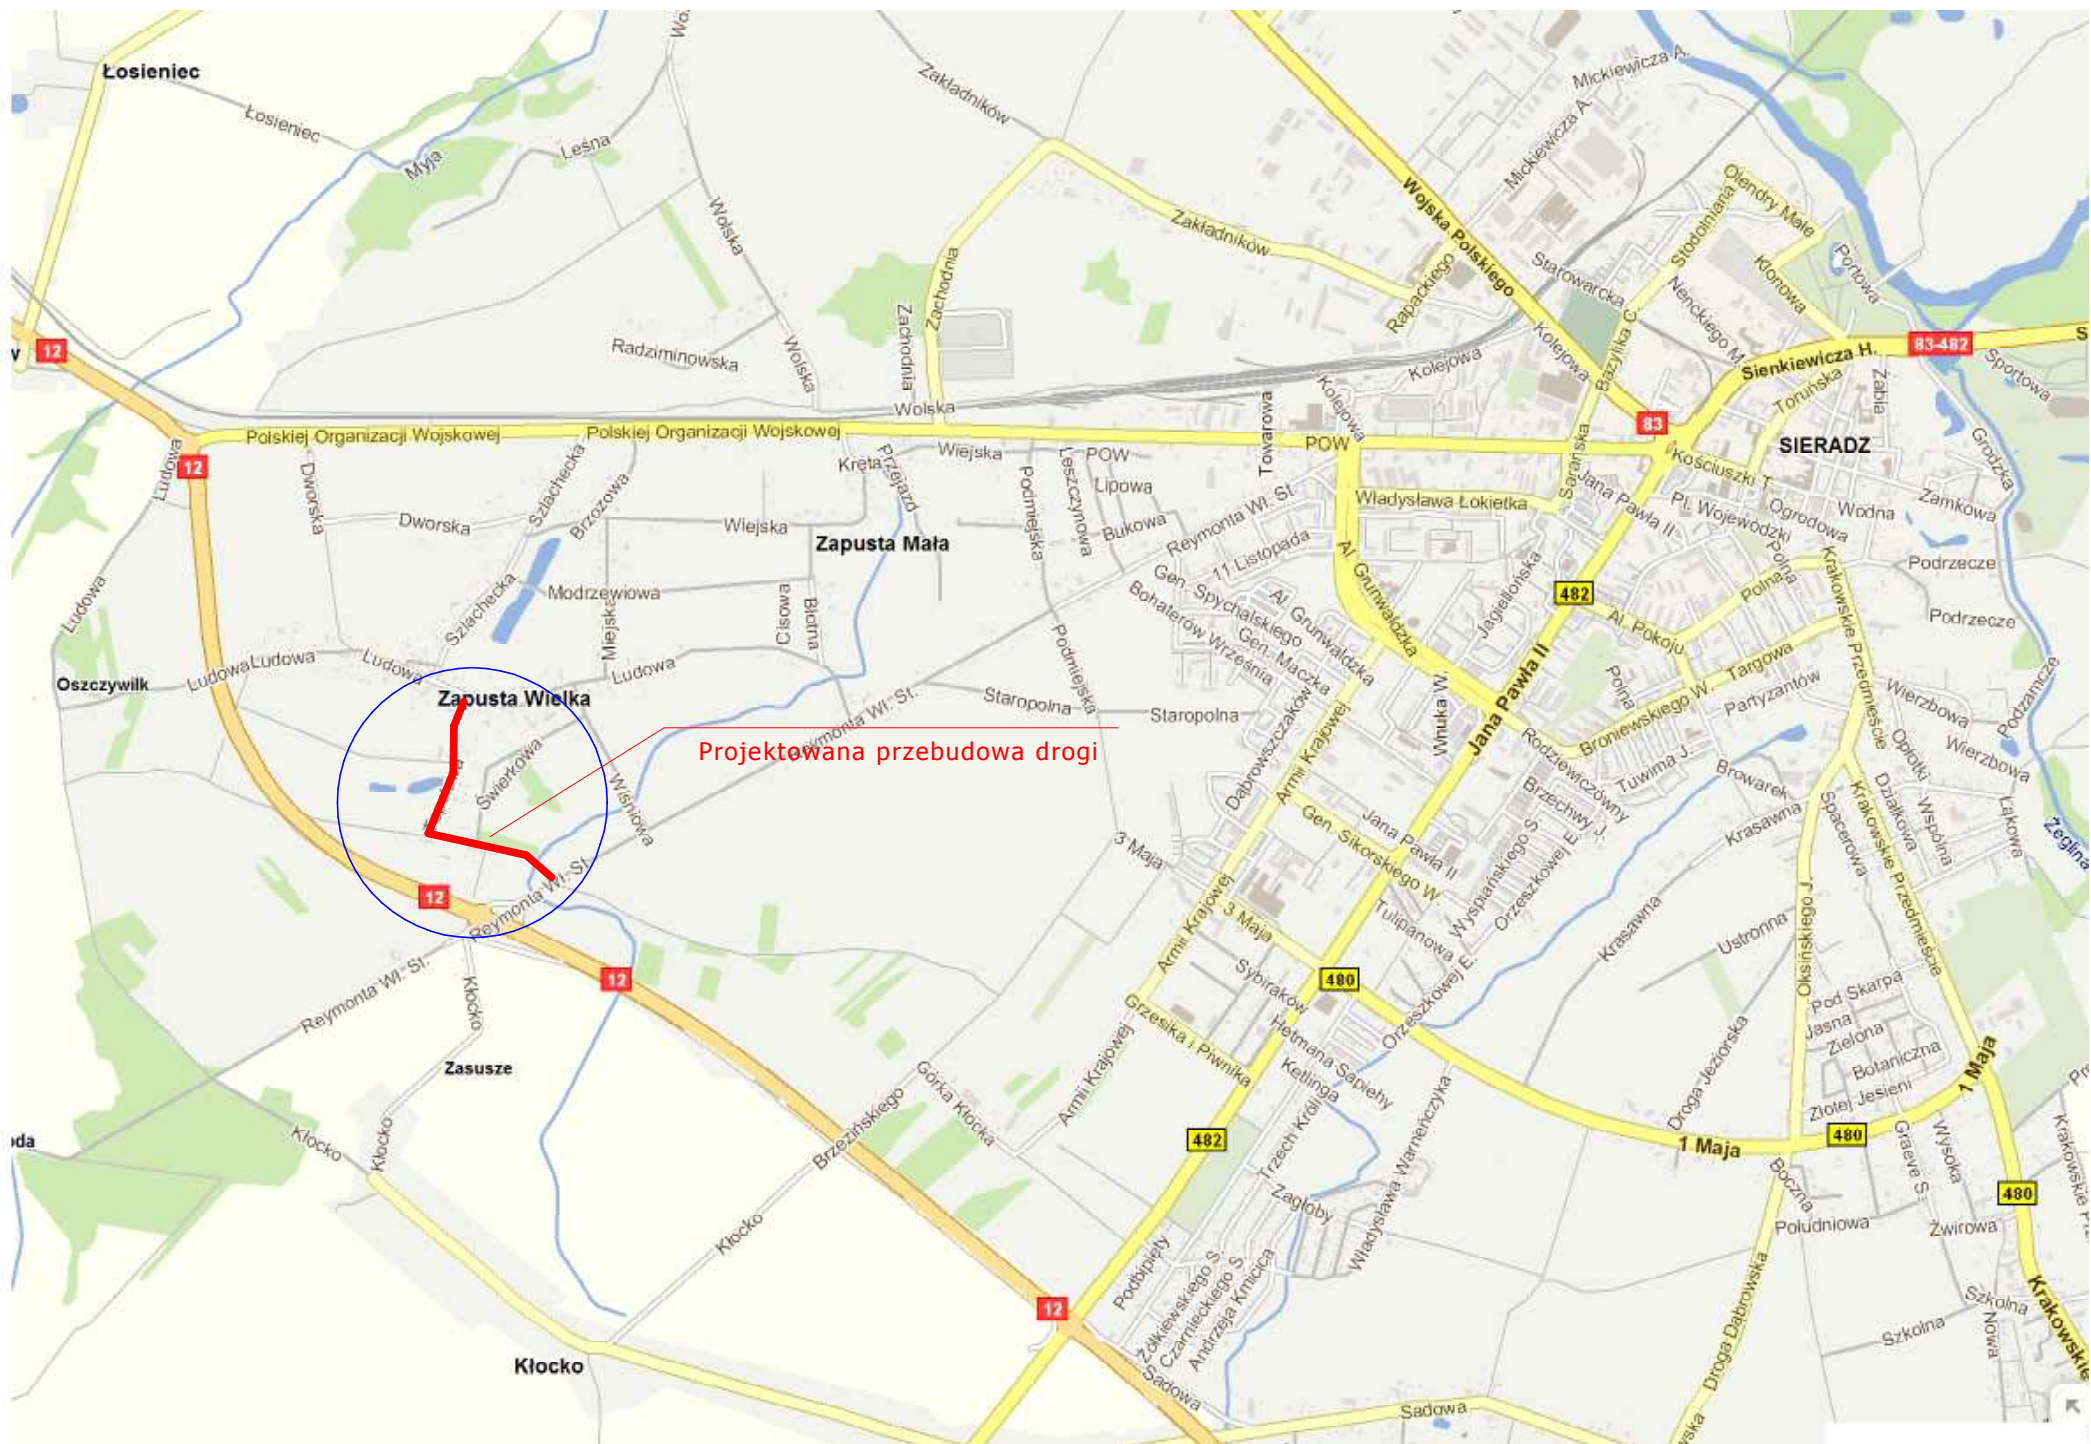 Łosieniec
Łosieniec
Myja
Leśna
Wolska
Zakładników
Zakładników
Zachodnia
Zachodnia
Radziminowska
Wolska
Wolska
Mickiewicza A.
Mickiewicza A.
Wojska Polskiego
Rapackiego
Starowarcka
Stodolniana
Olendry Małe
Klonowa
Portowa
Nenckiego M.
Bazylika C.
Kolejowa
Kolejowa
Kolejowa
Sienkiewicza H.
83-482
Sportowa
Toruńska
Żabia
Grodzka
12
12
83
SIERADZ
Ludowa
Polskiej Organizacji Wojskowej
Polskiej Organizacji Wojskowej
POW
POW
Towarowa
Sarańska
Kościuszki T.
Jana Pawła II
Pl. Wojewódzki
Ogrodowa
Wodna
Zamkowa
Dworska
Dworska
Szlachecka
Brzozowa
Kręta
Przejazd
Wiejska
Wiejska
Podmiejska
Leszczynowa
Lipowa
Bukowa
Reymonta Wł. St.
11 Listopada
Władysława Łokietka
Al. Grunwaldzka
Zapusta Mała
Szlachecka
Modrzewiowa
Miejska
Cisowa
Błotna
Gen. Spychalskiego
Bohaterów Września
Al. Grunwaldzka
Gen. Maczka
Jagiellońska
482
Al. Pokoju
Polna
Polna
Polna
Krakowskie Przedmieście
Podrzecze
Podrzecze
Ludowa
Ludowa
Ludowa
Ludowa
Ludowa
Oszczywilk
Zapusta Wielka
Podmiejska
Staropolna
Staropolna
Reymonta Wł. St.
Projektowana przebudowa drogi
Świerkowa
Wiśniowa
Dąbrowszczaków
Armii Krajowej
Wnuka W.
Jana Pawła II
Rodziewiczówny
Broniewskiego W.
Targowa
Partyzantów
Tuwima J.
Browarek
Brzechwy J.
Wierzbowa
Wierzbowa
Podzamcze
Opłotki
Działkowa
Wspólna
Łąkowa
Żeglina
Krasawna
Krasawna
Spacerowa
Krakowskie Przedmieście
3 Maja
3 Maja
Gen. Sikorskiego W.
Jana Pawła II
Wyspiańskiego S.
Orzeszkowej E.
Orzeszkowej E.
Tulipanowa
Ustronna
Oksińskiego J.
12
Reymonta Wł. St.
Reymonta Wł. St.
12
Kłocko
Zasusze
Armii Krajowej
Armii Krajowej
Sybiraków
480
Grzesika i Piwnika
Hetmana Sapiehy
Ketlinga
Pod Skarpą
Jasna
Zielona
Botaniczna
Złotej Jesieni
Droga Jeziorska
1 Maja
1 Maja
480
480
Górka Kłocka
Brzezińskiego
Kłocko
Kłocko
Kłocko
482
Trzech Króli
Władysława Warneńczyka
Zagłoby
Boczna
Południowa
Graeve S.
Wysoka
Żwirowa
Podbipięty
Żółkiewskiego S.
Czarnieckiego S.
Andrzeja Kmicica
12
Kłocko
Sadowa
Sadowa
Droga Dąbrowska
Szkolna
Szkolna
Nowa